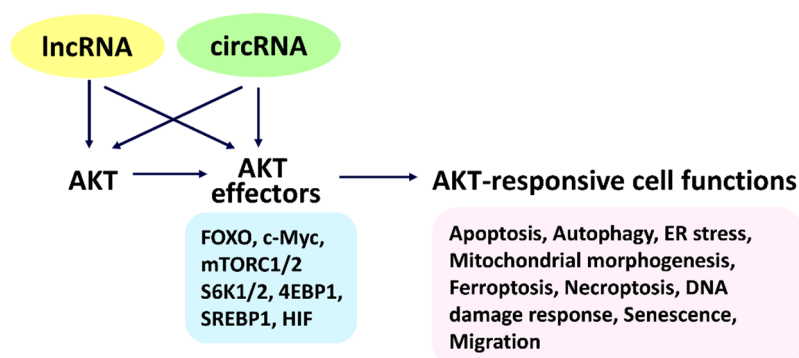 lncRNA
circRNA
AKT
AKT
effectors
AKT-responsive cell functions
FOXO, c-Myc,
mTORC1/2
S6K1/2, 4EBP1,
SREBP1, HIF
Apoptosis, Autophagy, ER stress,
Mitochondrial morphogenesis,
Ferroptosis, Necroptosis, DNA
damage response, Senescence,
Migration